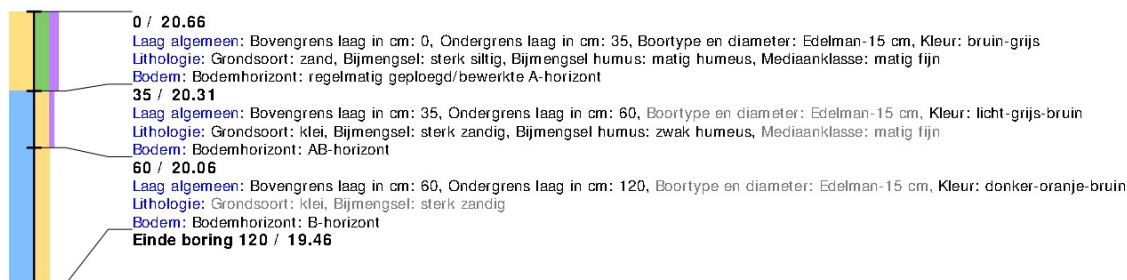 0 / 20.66
Laag algemeen: Bovengrens laag in cm: 0, Ondergrens laag in cm: 35, Boortype en diameter: Edelman-15 cm, Kleur: bruin-grijs
Lithologie: Grondsoort: zand, Bijmengsel: sterk siltig, Bijmengsel humus: matig humeus, Mediaanklasse: matig fijn
Bodem: Bodemhorizont: regelmatig geploegd/bewerkte A-horizont
35 / 20.31
Laag algemeen: Bovengrens laag in cm: 35, Ondergrens laag in cm: 60, Boortype en diameter: Edelman-15 cm, Kleur: licht-grijs-bruin
Lithologie: Grondsoort: klei, Bijmengsel: sterk zandig, Bijmengsel humus: zwak humeus, Mediaanklasse: matig fijn
Bodem: Bodemhorizont: AB-horizont
60 / 20.06
Laag algemeen: Bovengrens laag in cm: 60, Ondergrens laag in cm: 120, Boortype en diameter: Edelman-15 cm, Kleur: donker-oranje-bruin
Lithologie: Grondsoort: klei, Bijmengsel: sterk zandig
Bodem: Bodemhorizont: B-horizont
Einde boring 120 / 19.46